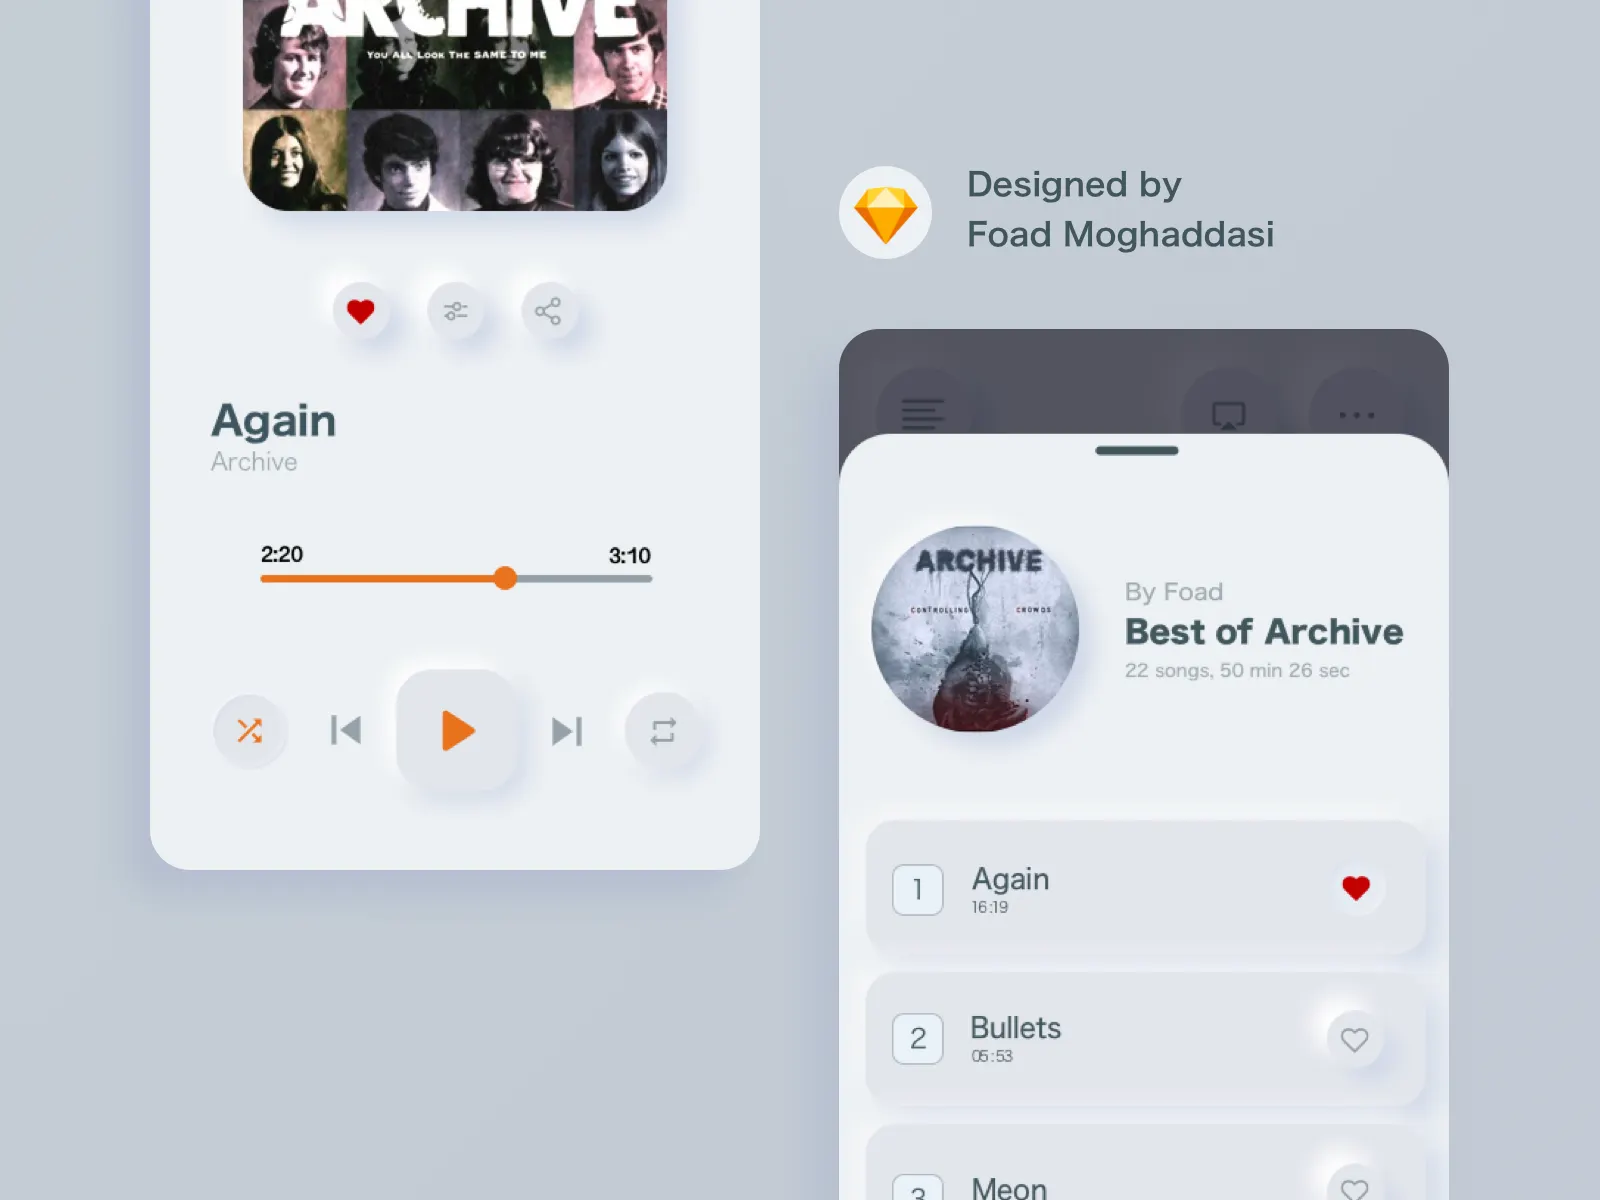 ARCHIVE
YOU ALL LOOK THE SAME TO ME
Again
Archive
2:20
3:10
Designed by
Foad Moghaddasi
ARCHIVE
CONTROLLING CROWDS
By Foad
Best of Archive
22 songs, 50 min 26 sec
1
Again
16:19
2
Bullets
05:53
3
Meon